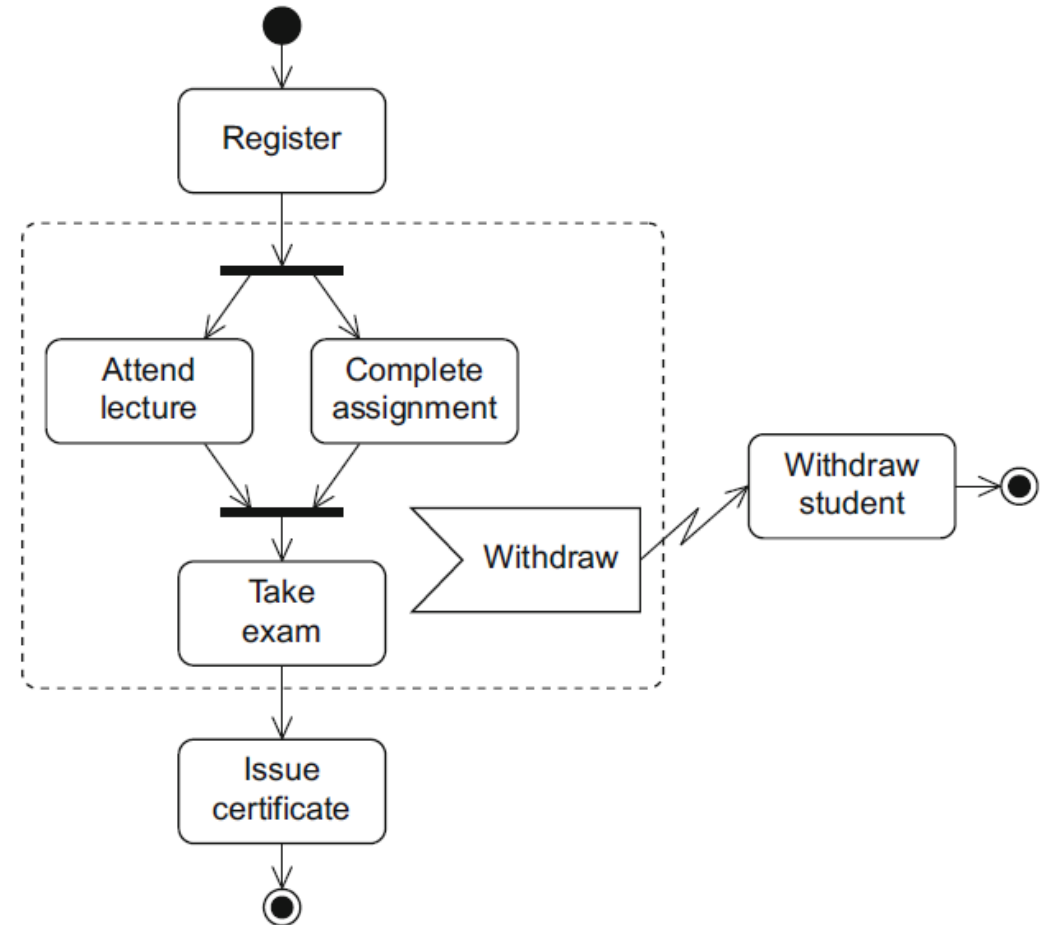 Register
Attend
lecture
Complete
assignment
Withdraw
student
Withdraw
Take
exam
Issue
certificate